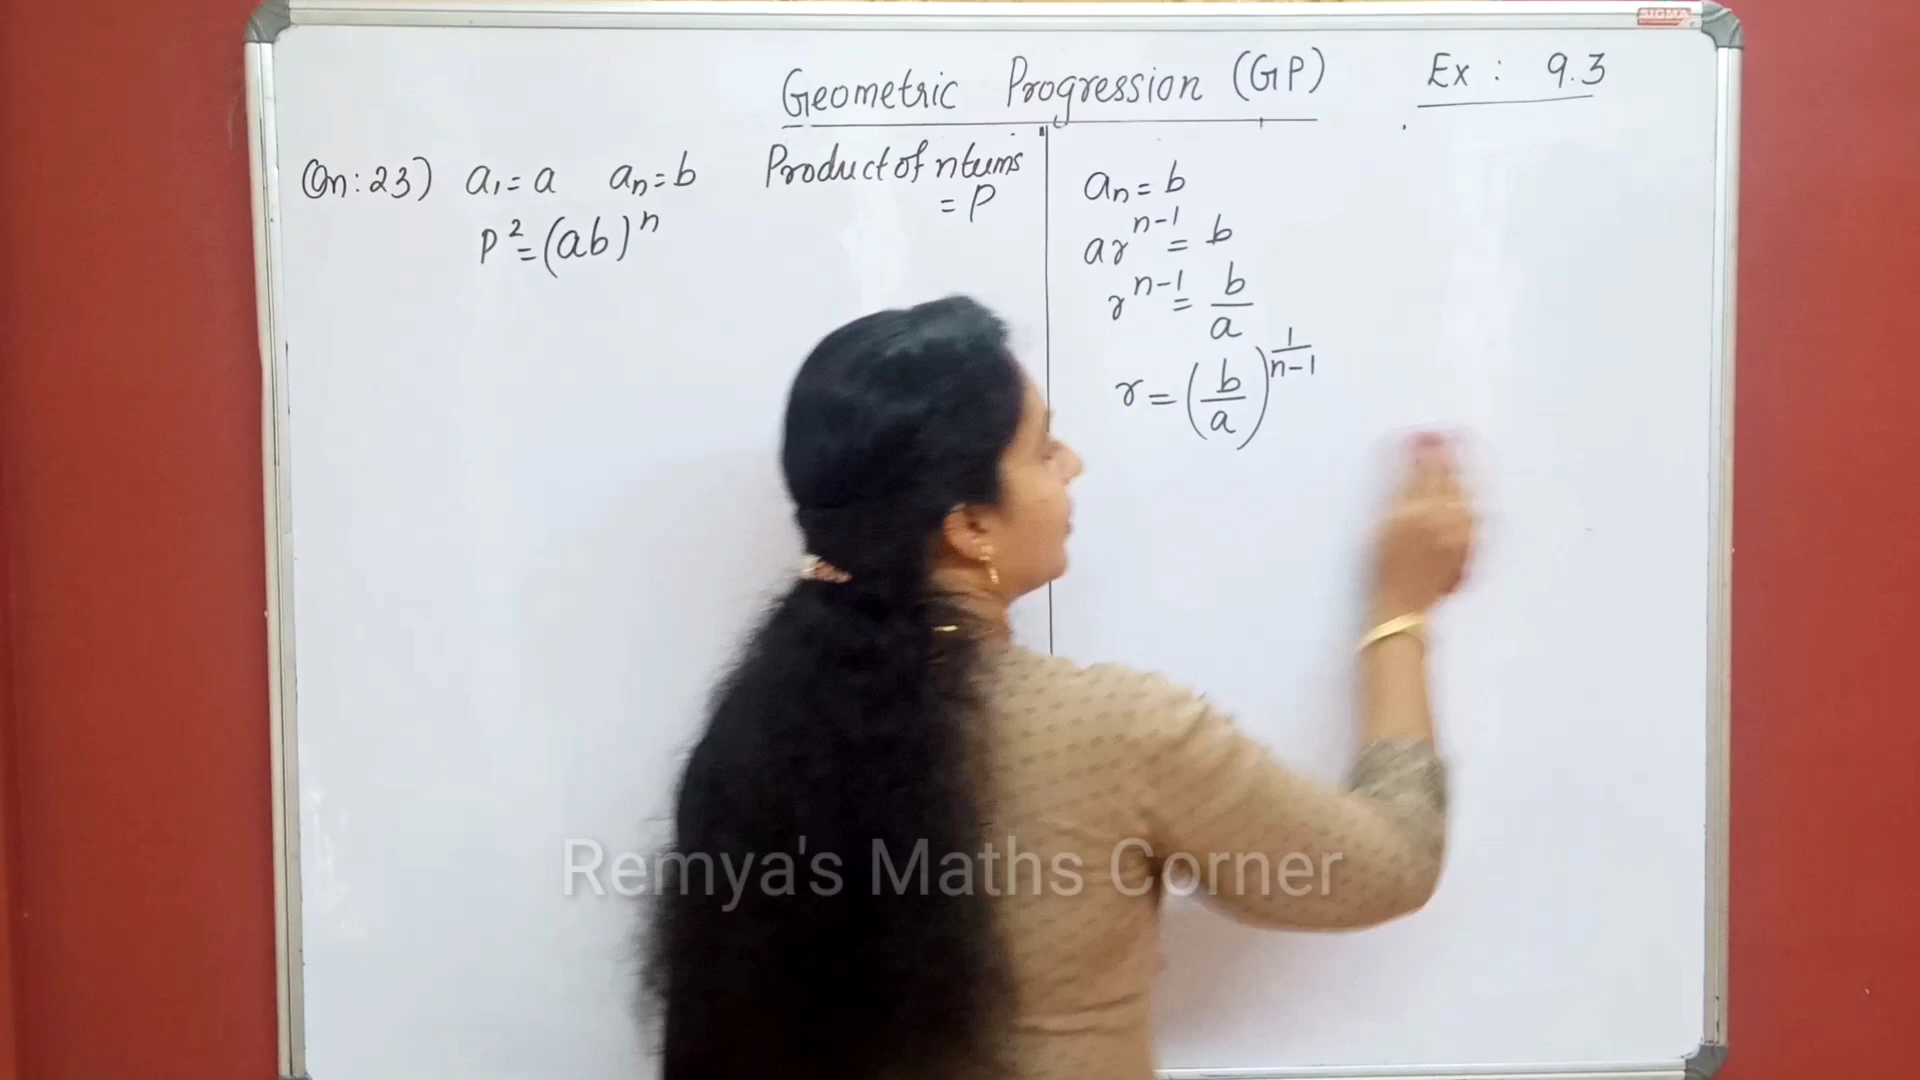 SIGMA
Geometric Progression (GP) Ex : 9.3
Qn: 23) a₁ = a aₙ = b Product of n terms = P
P² = (ab)ⁿ
aₙ = b
arⁿ⁻¹ = b
rⁿ⁻¹ = b/a
r = (b/a)^(1/(n-1))
Remya's Maths Corner